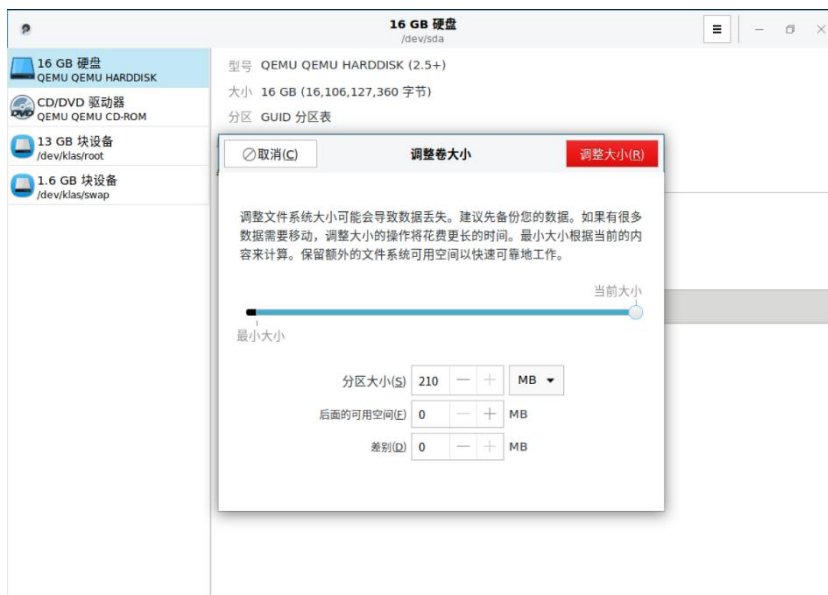 16 GB 硬盘
/dev/sda
16 GB 硬盘
QEMU QEMU HARDDISK
CD/DVD 驱动器
QEMU QEMU CD-ROM
13 GB 块设备
/dev/klas/root
1.6 GB 块设备
/dev/klas/swap
型号 QEMU QEMU HARDDISK (2.5+)
大小 16 GB (16,106,127,360 字节)
分区 GUID 分区表
取消(C)
调整卷大小
调整大小(R)
调整文件系统大小可能会导致数据丢失。建议先备份您的数据。如果有很多
数据需要移动，调整大小的操作将花费更长的时间。最小大小根据当前的内
容来计算。保留额外的文件系统可用空间以快速可靠地工作。
当前大小
最小大小
分区大小(S) 210 — + MB
后面的可用空间(F) 0 — + MB
差别(D) 0 — + MB